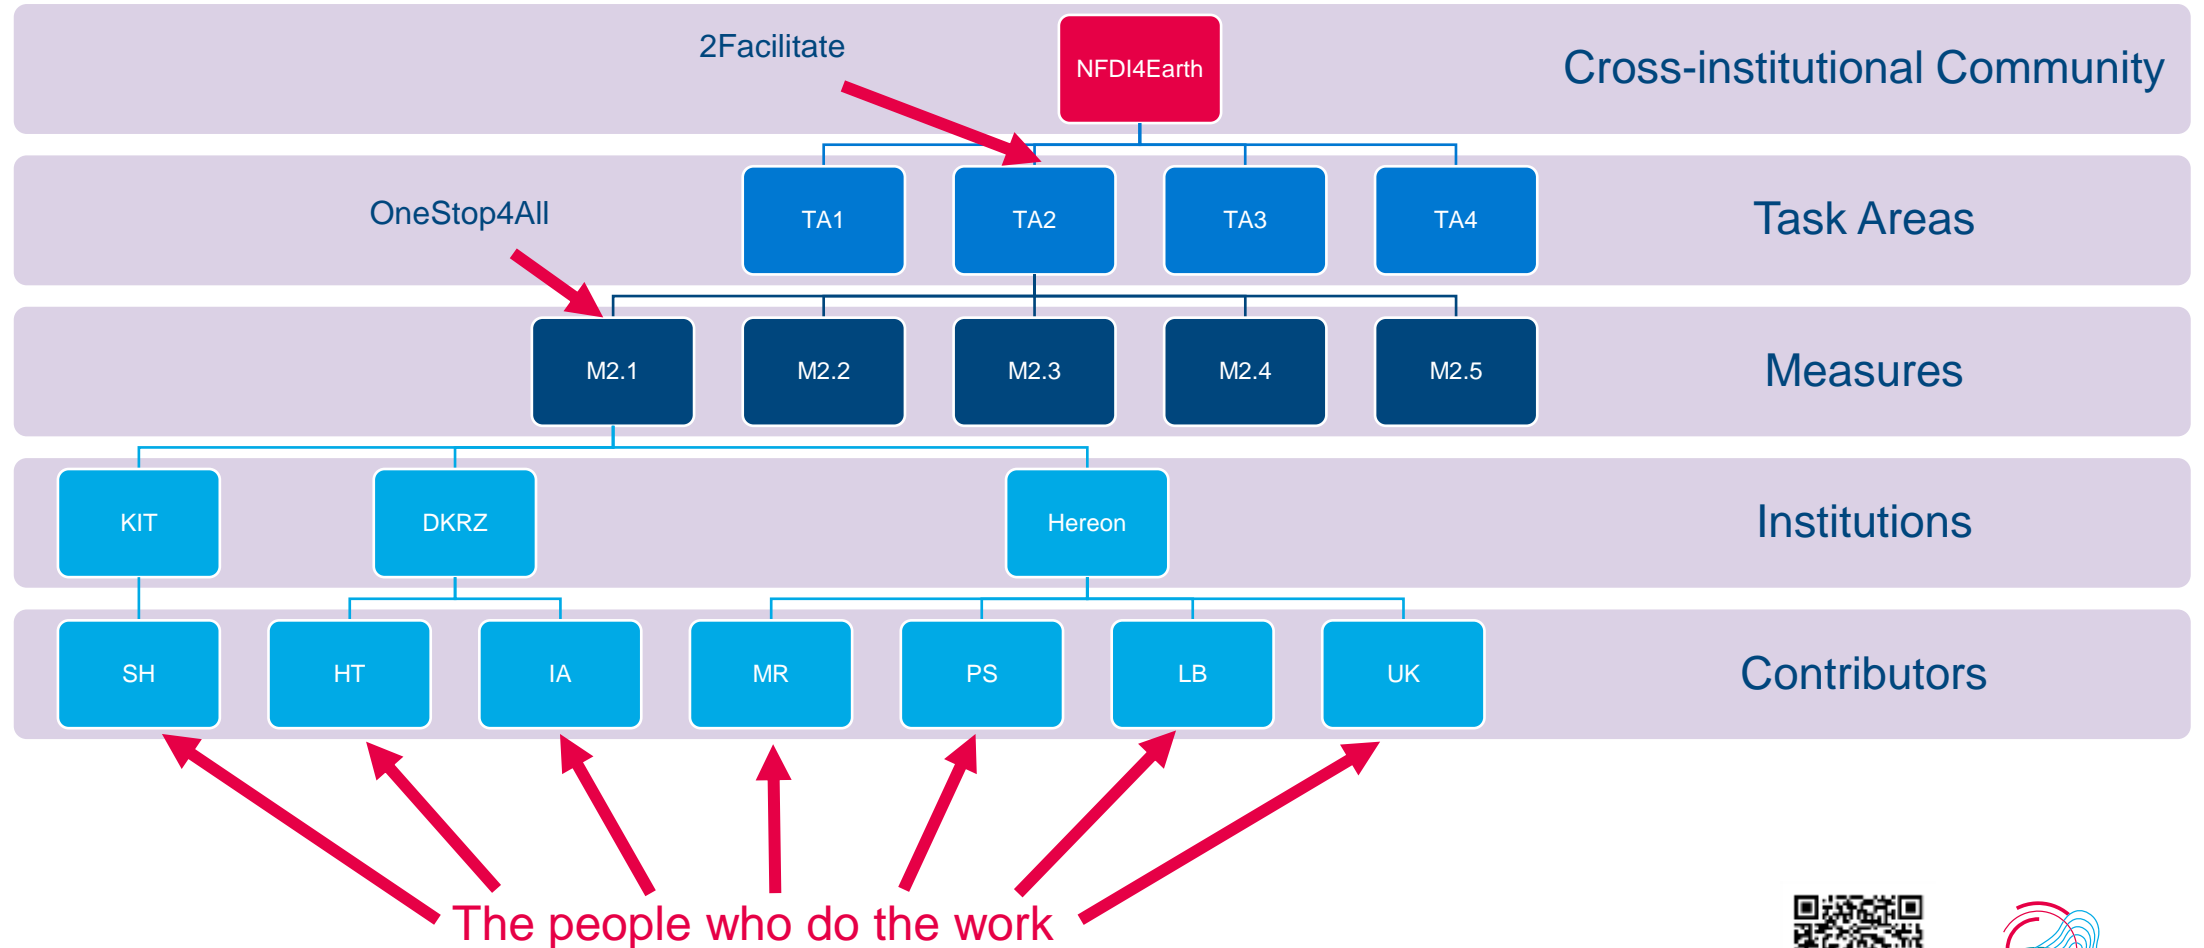 2Facilitate
NFDI4Earth
Cross-institutional Community
OneStop4All
TA1
TA2
TA3
TA4
Task Areas
M2.1
M2.2
M2.3
M2.4
M2.5
Measures
KIT
DKRZ
Hereon
Institutions
SH
HT
IA
MR
PS
LB
UK
Contributors
The people who do the work